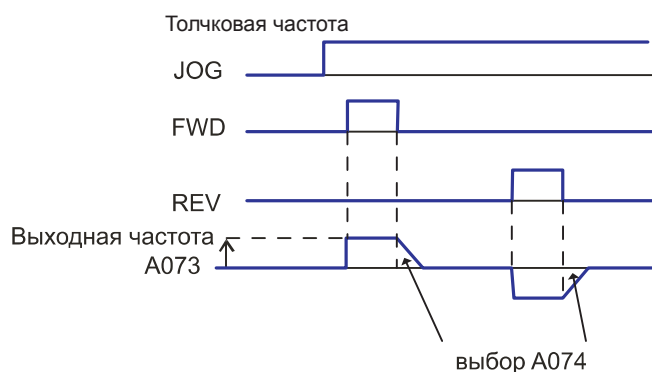 Толчковая частота
JOG
FWD
REV
Выходная частота
A073
выбор A074